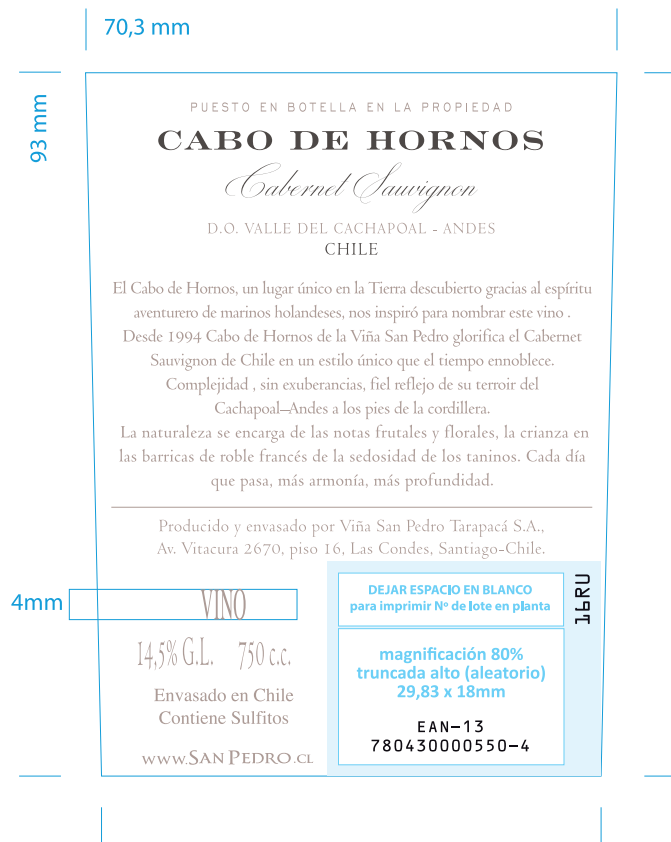 70,3 mm
93 mm
PUESTO EN BOTELLA EN LA PROPIEDAD
CABO DE HORNOS
Cabernet Sauvignon
D.O. VALLE DEL CACHAPOAL - ANDES
CHILE
El Cabo de Hornos, un lugar único en la Tierra descubierto gracias al espíritu
aventurero de marinos holandeses, nos inspiró para nombrar este vino .
Desde 1994 Cabo de Hornos de la Viña San Pedro glorifica el Cabernet
Sauvignon de Chile en un estilo único que el tiempo ennoblece.
Complejidad , sin exuberancias, fiel reflejo de su terroir del
Cachapoal–Andes a los pies de la cordillera.
La naturaleza se encarga de las notas frutales y florales, la crianza en
las barricas de roble francés de la sedosidad de los taninos. Cada día
que pasa, más armonía, más profundidad.
Producido y envasado por Viña San Pedro Tarapacá S.A.,
Av. Vitacura 2670, piso 16, Las Condes, Santiago-Chile.
4mm
VINO
14,5% G.L. 750 c.c.
Envasado en Chile
Contiene Sulfitos
www.SAN PEDRO.CL
DEJAR ESPACIO EN BLANCO
para imprimir Nº de lote en planta
16RU
magnificación 80%
truncada alto (aleatorio)
29,83 x 18mm
EAN-13
780430000550-4